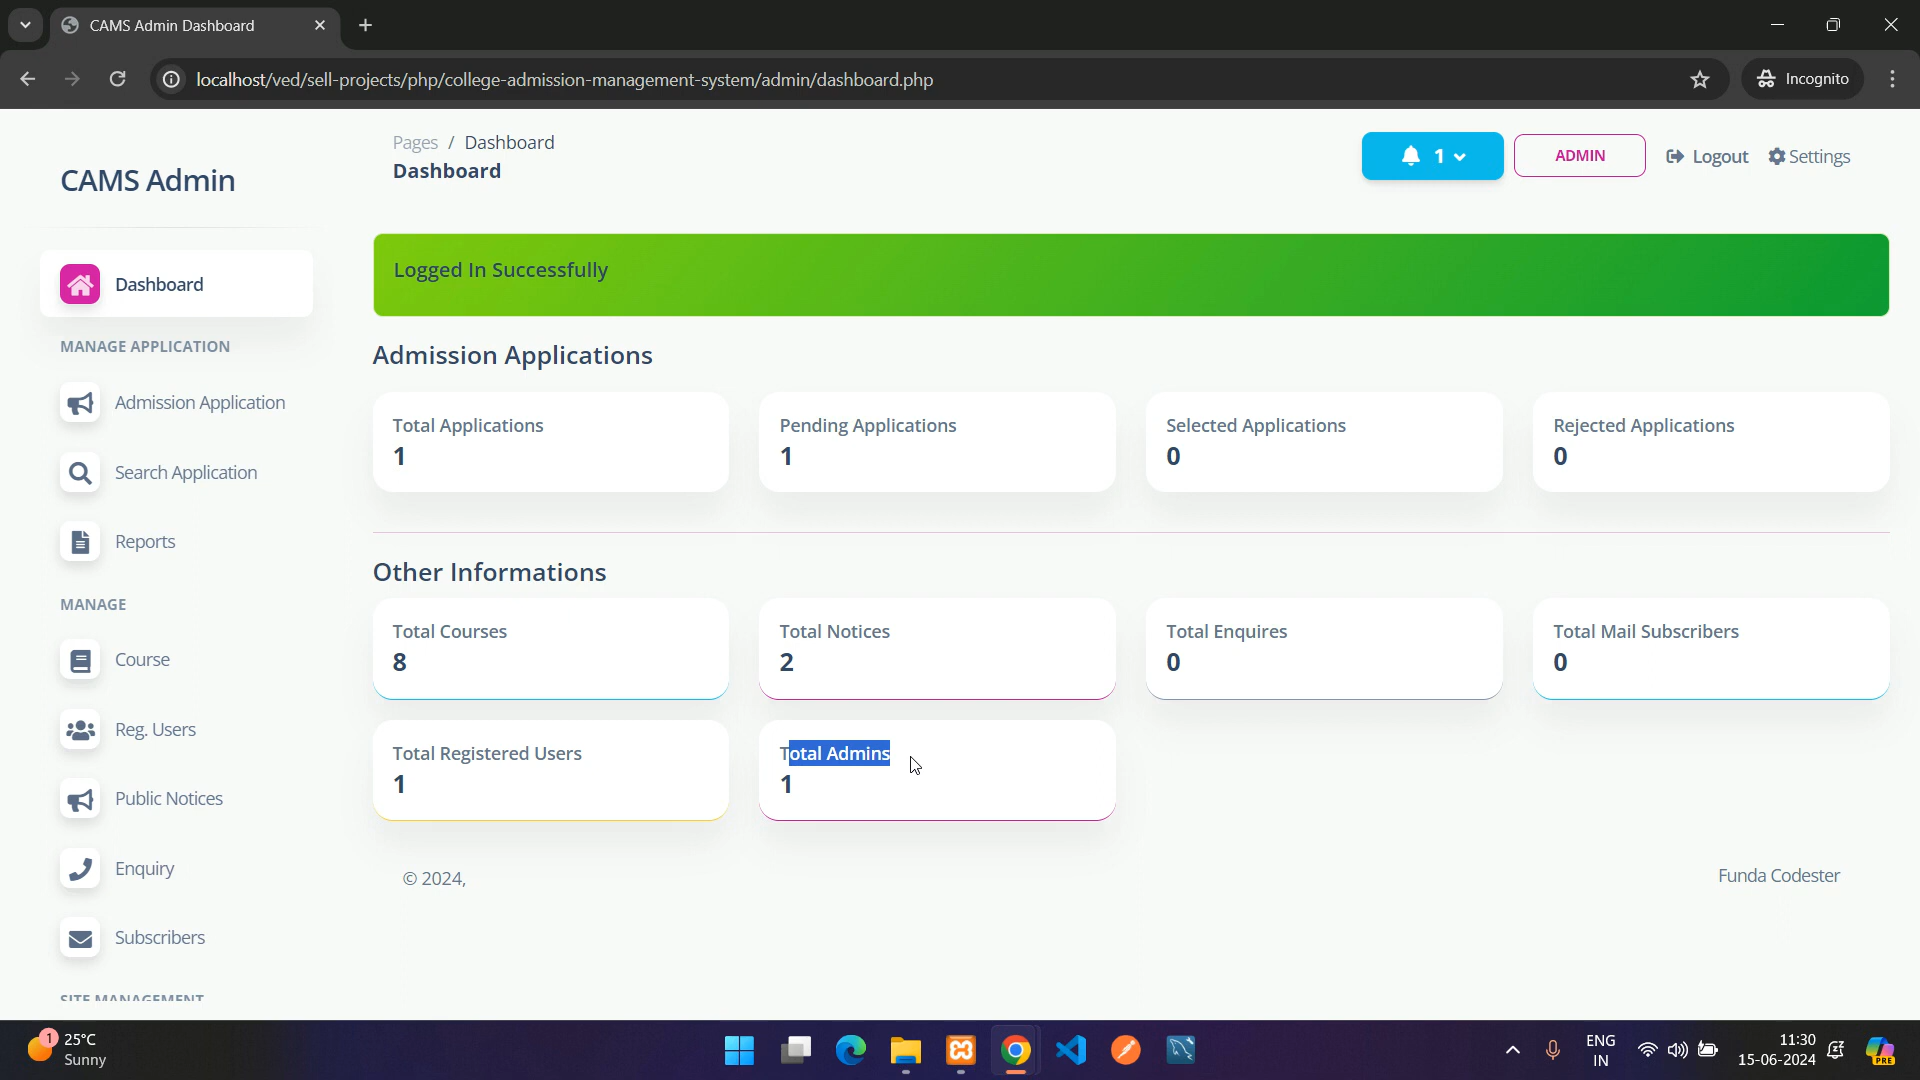 CAMS Admin Dashboard
localhost/ved/sell-projects/php/college-admission-management-system/admin/dashboard.php
Incognito
CAMS Admin
Pages / Dashboard
Dashboard
1
ADMIN
Logout
Settings
Dashboard
MANAGE APPLICATION
Admission Application
Search Application
Reports
MANAGE
Course
Reg. Users
Public Notices
Enquiry
Subscribers
SITE MANAGEMENT
Logged In Successfully
Admission Applications
Total Applications
1
Pending Applications
1
Selected Applications
0
Rejected Applications
0
Other Informations
Total Courses
8
Total Notices
2
Total Enquires
0
Total Mail Subscribers
0
Total Registered Users
1
Total Admins
1
© 2024,
Funda Codester
1
25°C
Sunny
ENG
IN
11:30
15-06-2024
PRE